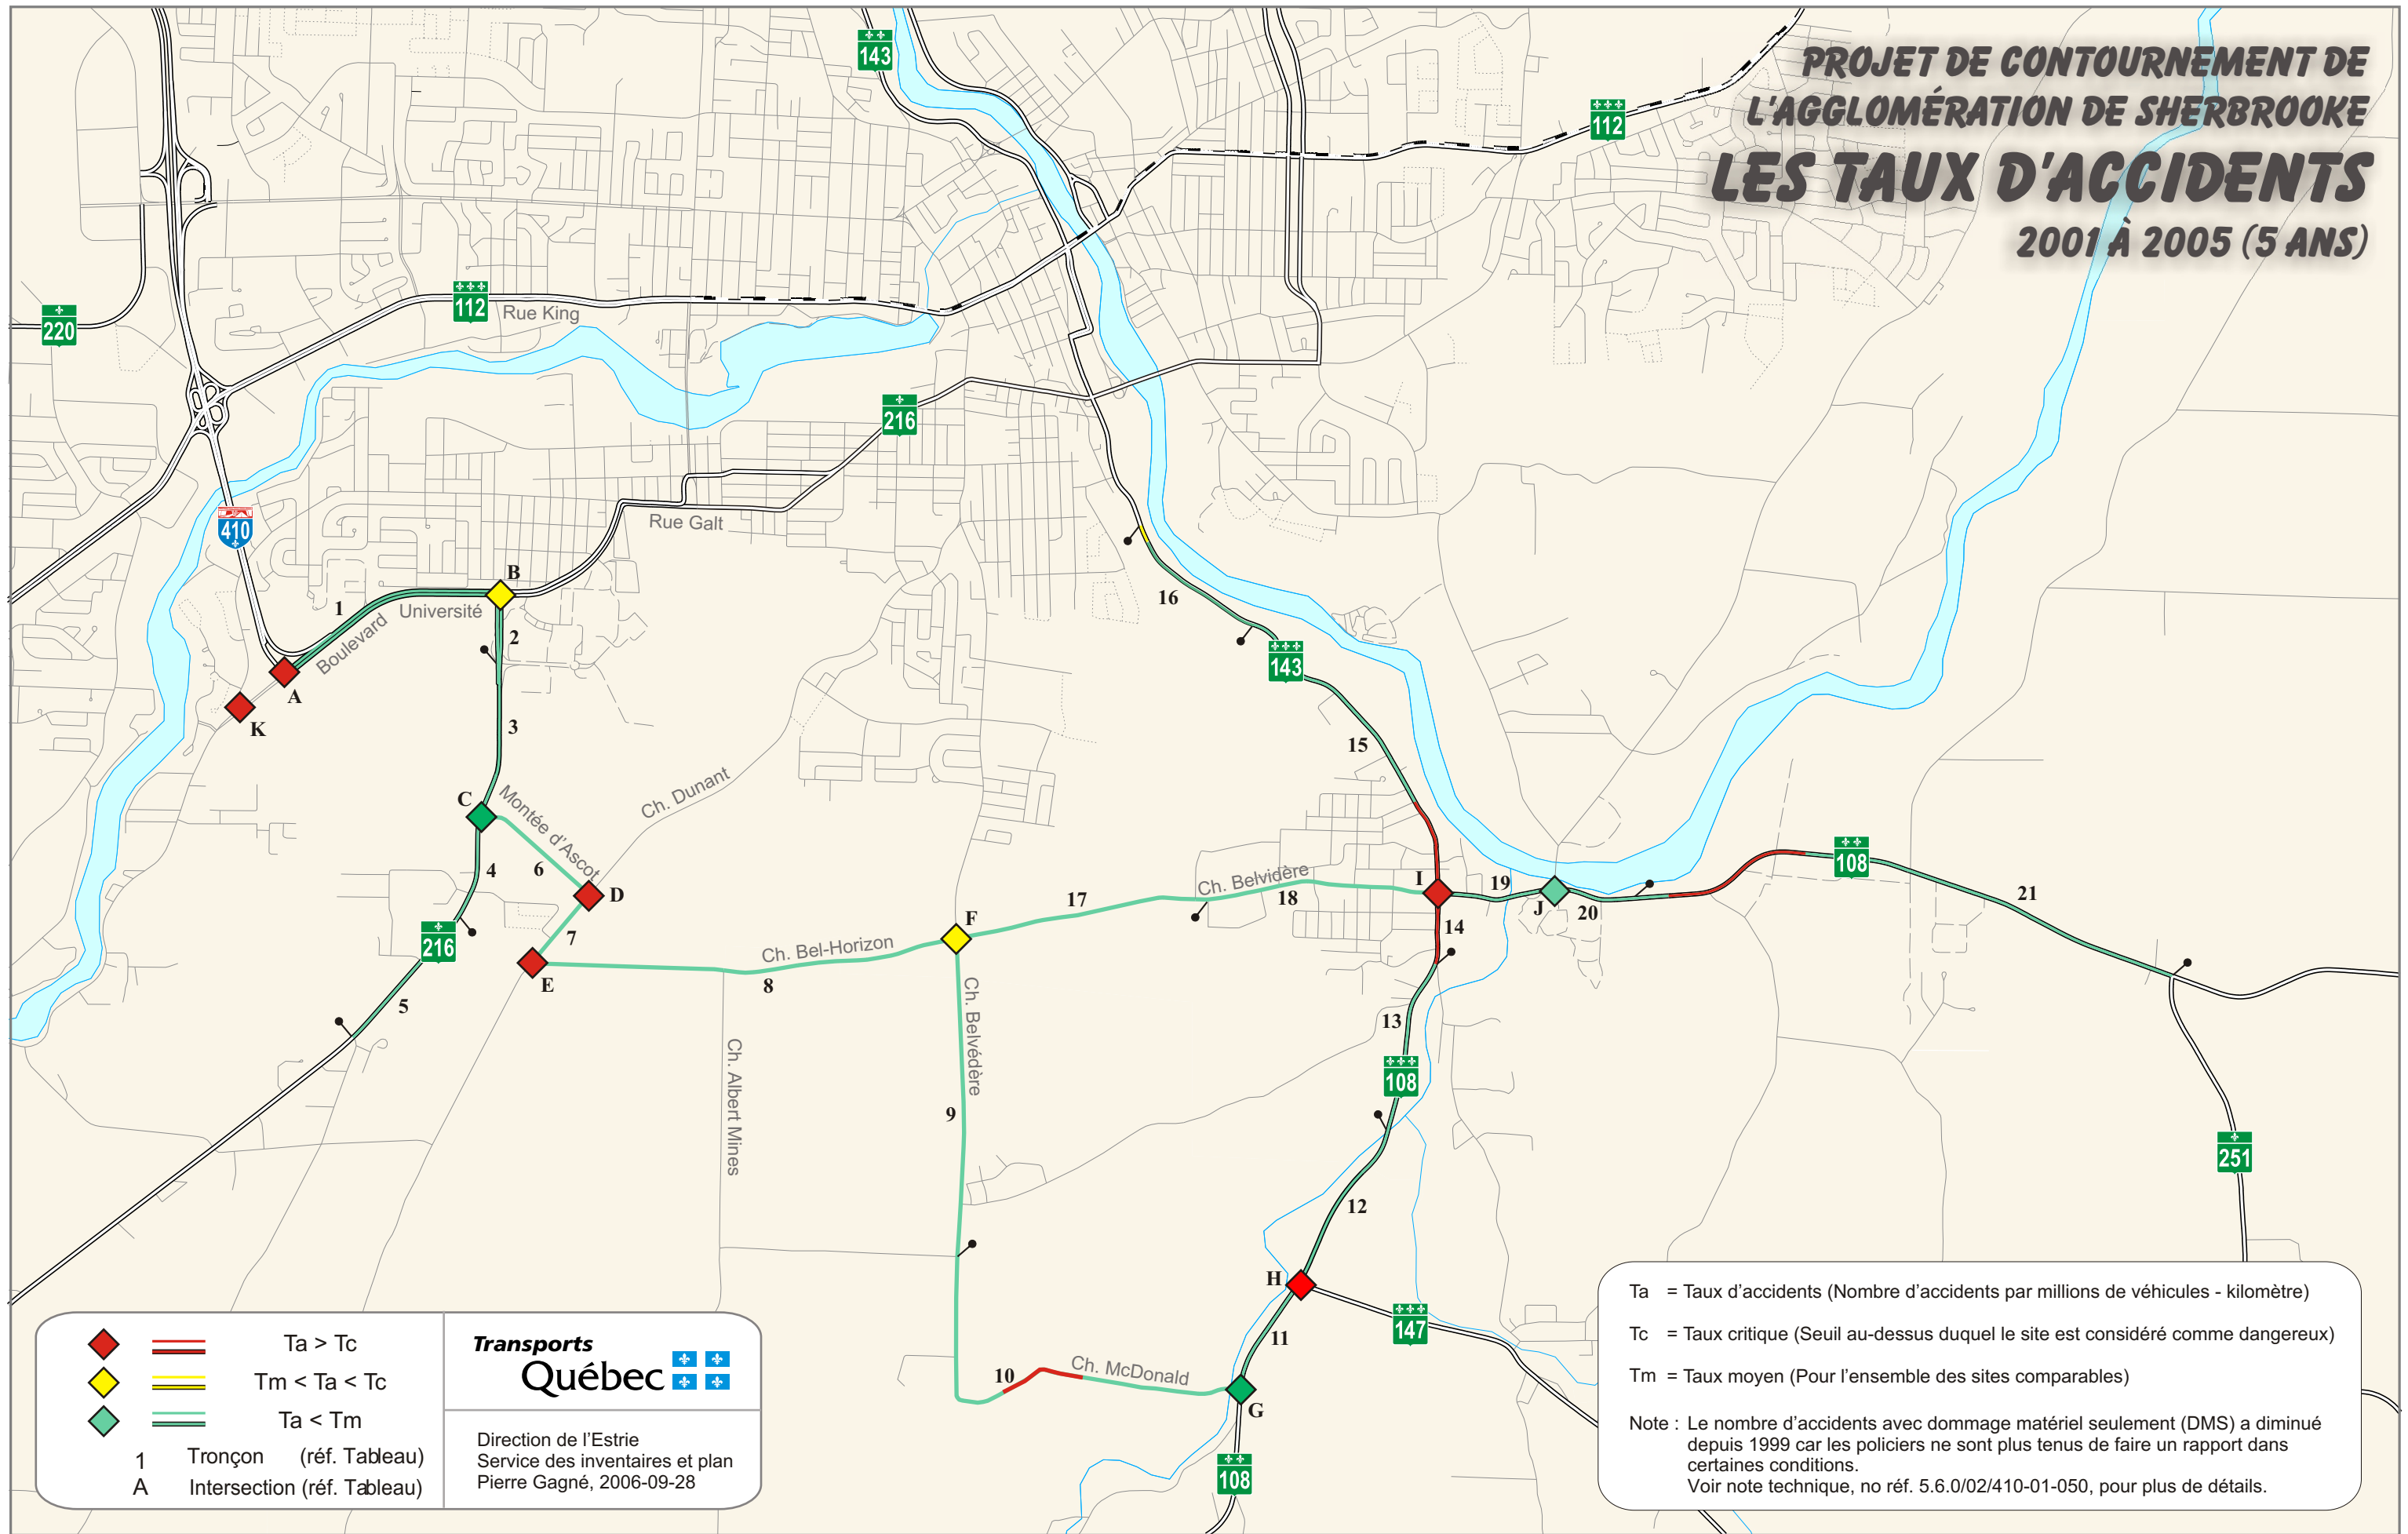 PROJET DE CONTOURNEMENT DE
L'AGGLOMÉRATION DE SHERBROOKE
LES TAUX D'ACCIDENTS
2001 À 2005 (5 ANS)
143
112
112
Rue King
220
216
Rue Galt
410
B
1
Université
Boulevard
2
A
K
3
16
143
15
C
Montée d'Ascot
Ch. Dunant
6
4
D
7
E
216
5
Ch. Bel-Horizon
8
F
17
Ch. Belvidère
18
I
19
J
20
14
108
21
13
108
Ch. Belvédère
9
Ch. Albert Mines
12
251
H
147
11
10
Ch. McDonald
G
108
Ta > Tc
Tm < Ta < Tc
Ta < Tm
1 Tronçon (réf. Tableau)
A Intersection (réf. Tableau)
Transports
Québec
Direction de l'Estrie
Service des inventaires et plan
Pierre Gagné, 2006-09-28
Ta = Taux d'accidents (Nombre d'accidents par millions de véhicules - kilomètre)
Tc = Taux critique (Seuil au-dessus duquel le site est considéré comme dangereux)
Tm = Taux moyen (Pour l'ensemble des sites comparables)
Note : Le nombre d'accidents avec dommage matériel seulement (DMS) a diminué
depuis 1999 car les policiers ne sont plus tenus de faire un rapport dans
certaines conditions.
Voir note technique, no réf. 5.6.0/02/410-01-050, pour plus de détails.